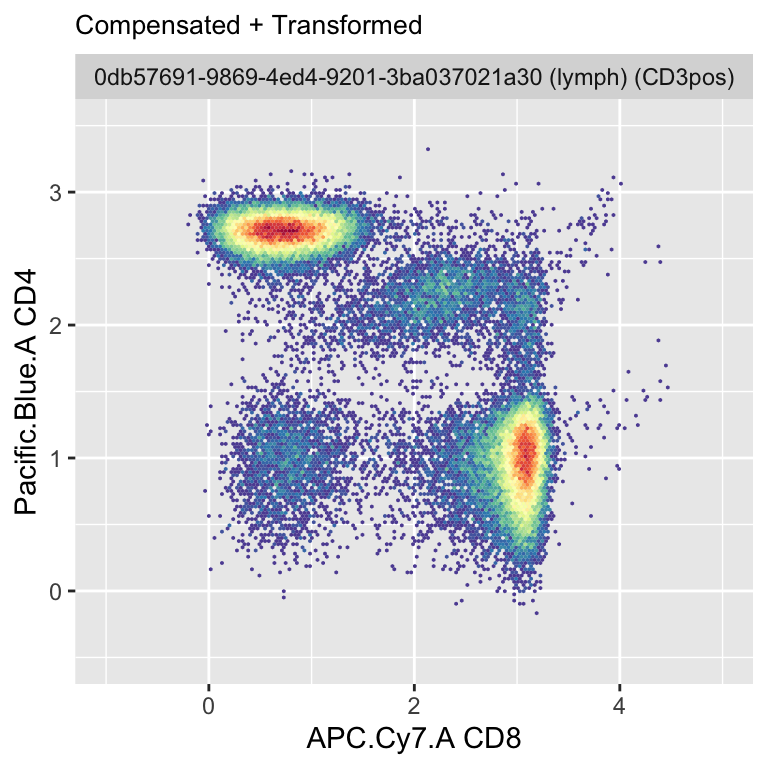 Compensated + Transformed
0db57691-9869-4ed4-9201-3ba037021a30 (lymph) (CD3pos)
3
2
1
0
Pacific.Blue.A CD4
0 2 4
APC.Cy7.A CD8